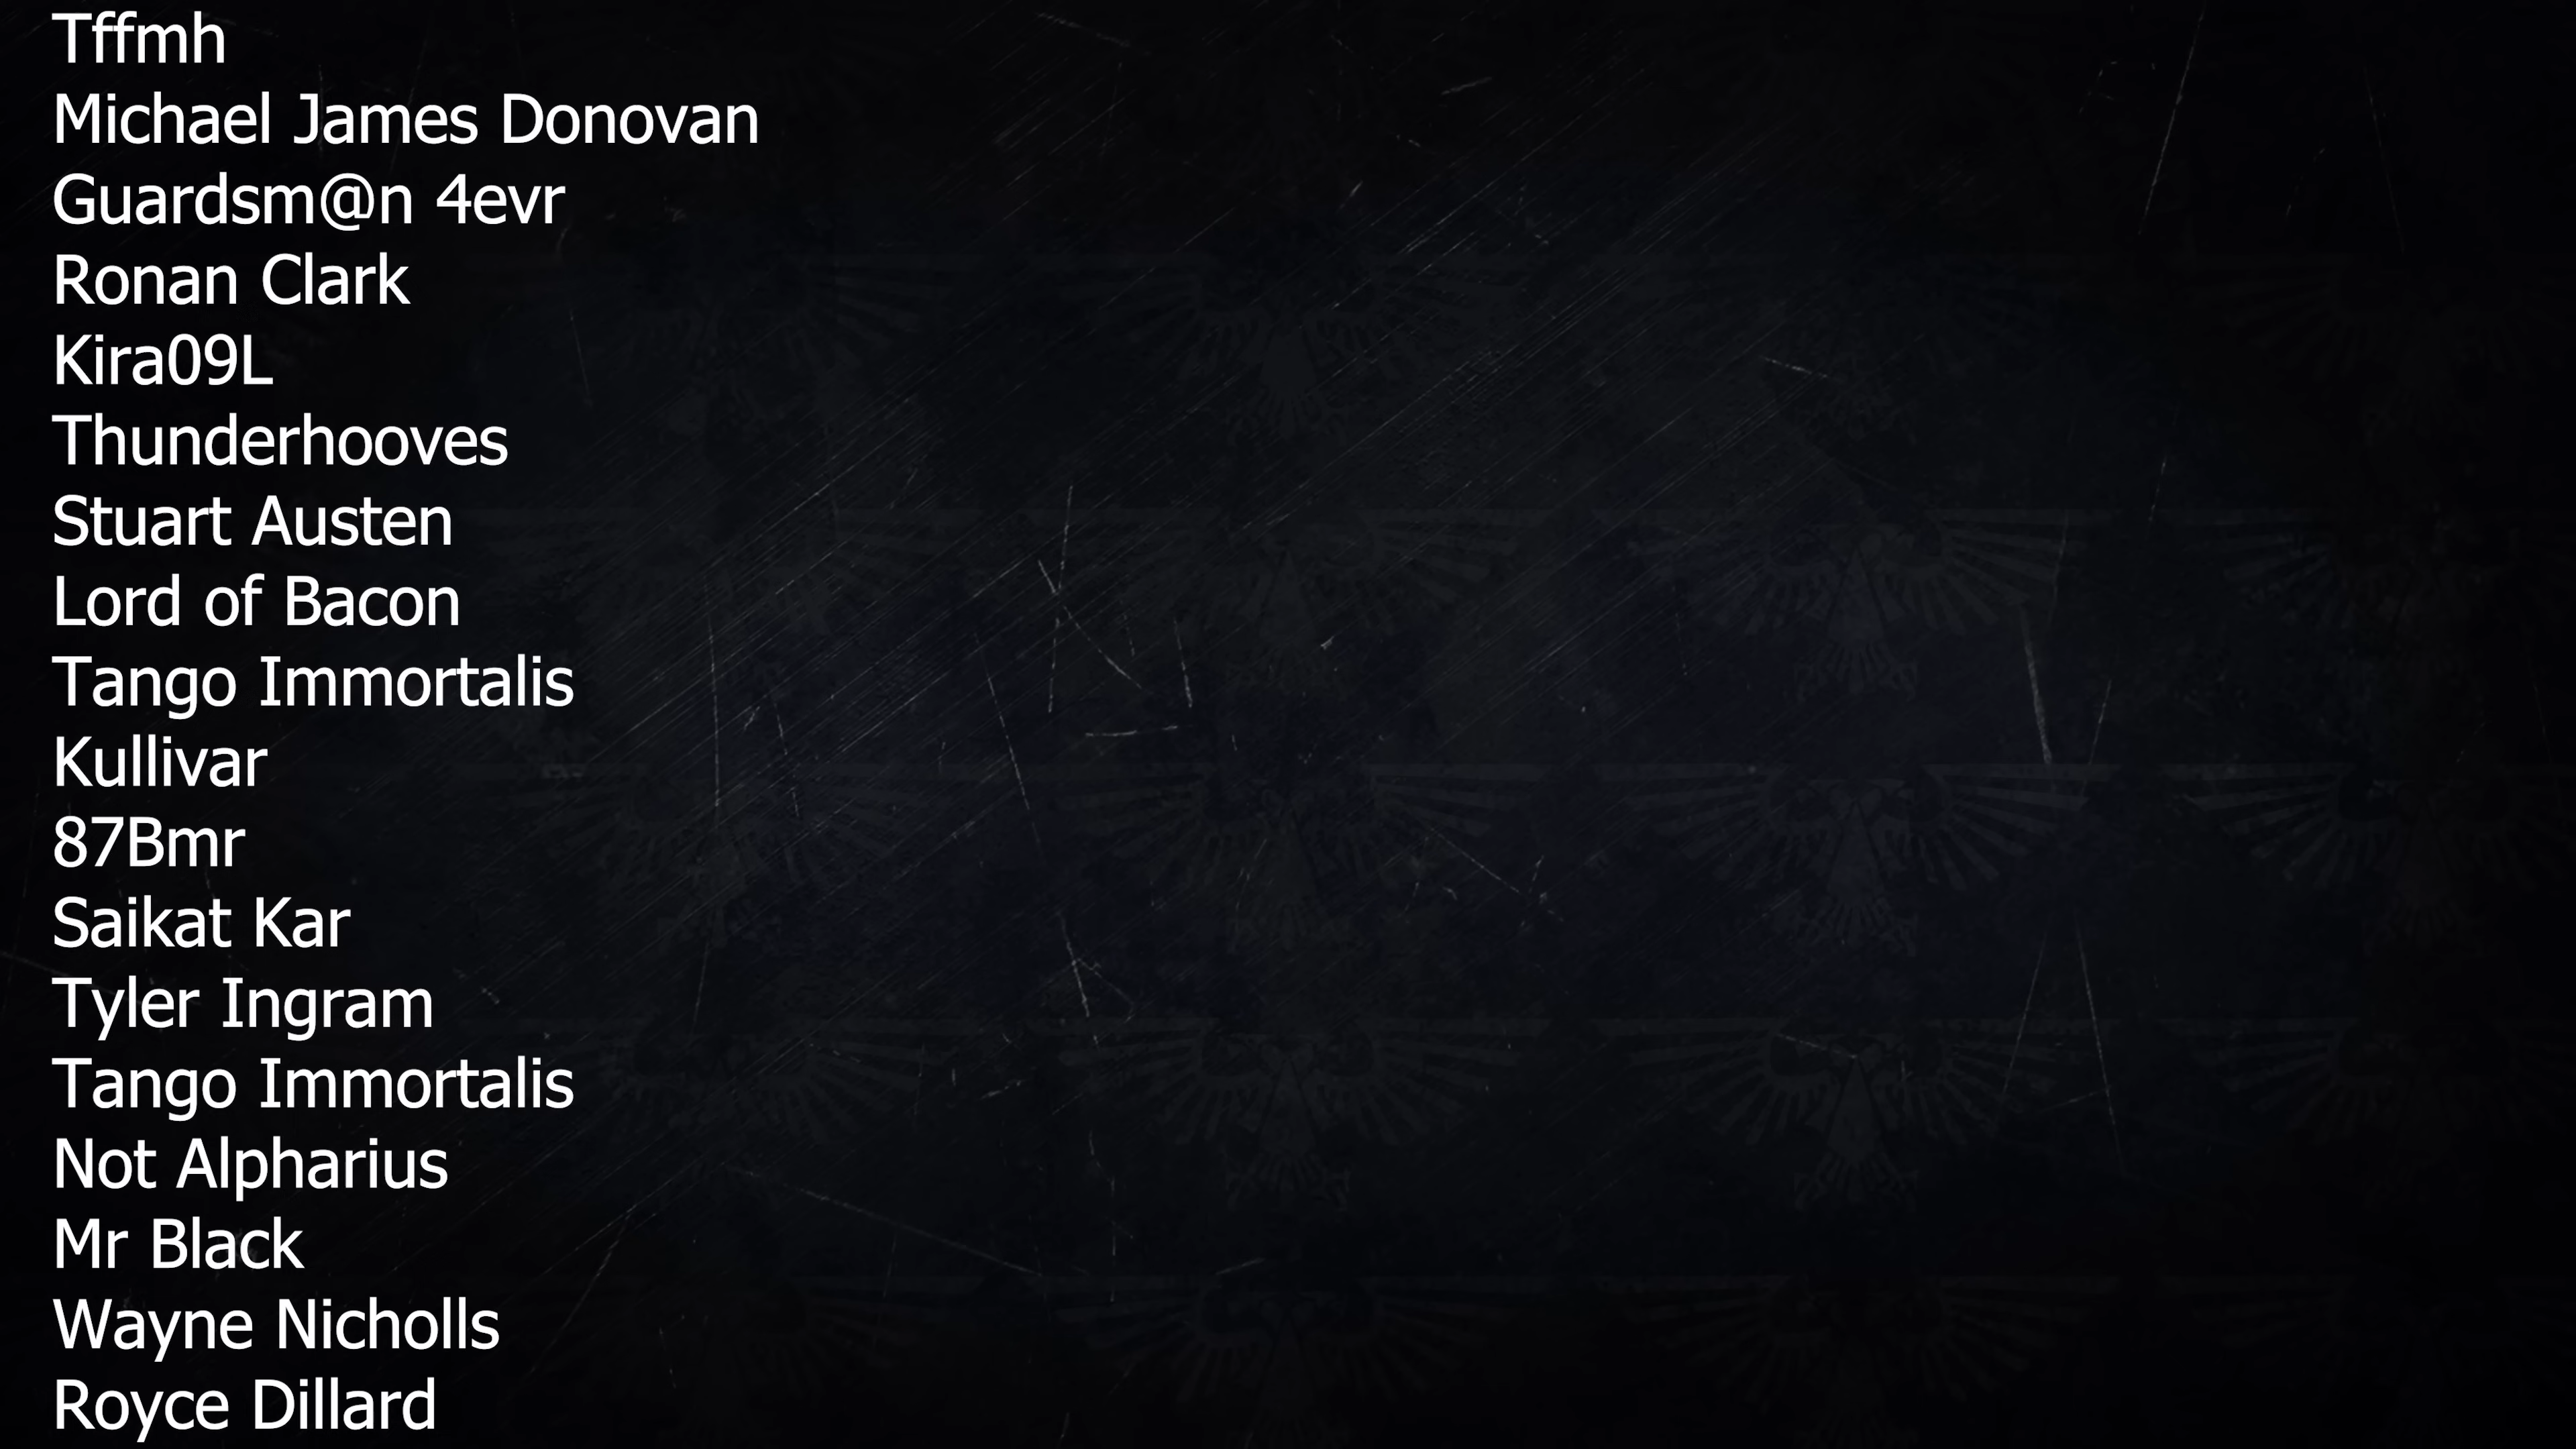 Tffmh
Michael James Donovan
Guardsm@n 4evr
Ronan Clark
Kira09L
Thunderhooves
Stuart Austen
Lord of Bacon
Tango Immortalis
Kullivar
87Bmr
Saikat Kar
Tyler Ingram
Tango Immortalis
Not Alpharius
Mr Black
Wayne Nicholls
Royce Dillard